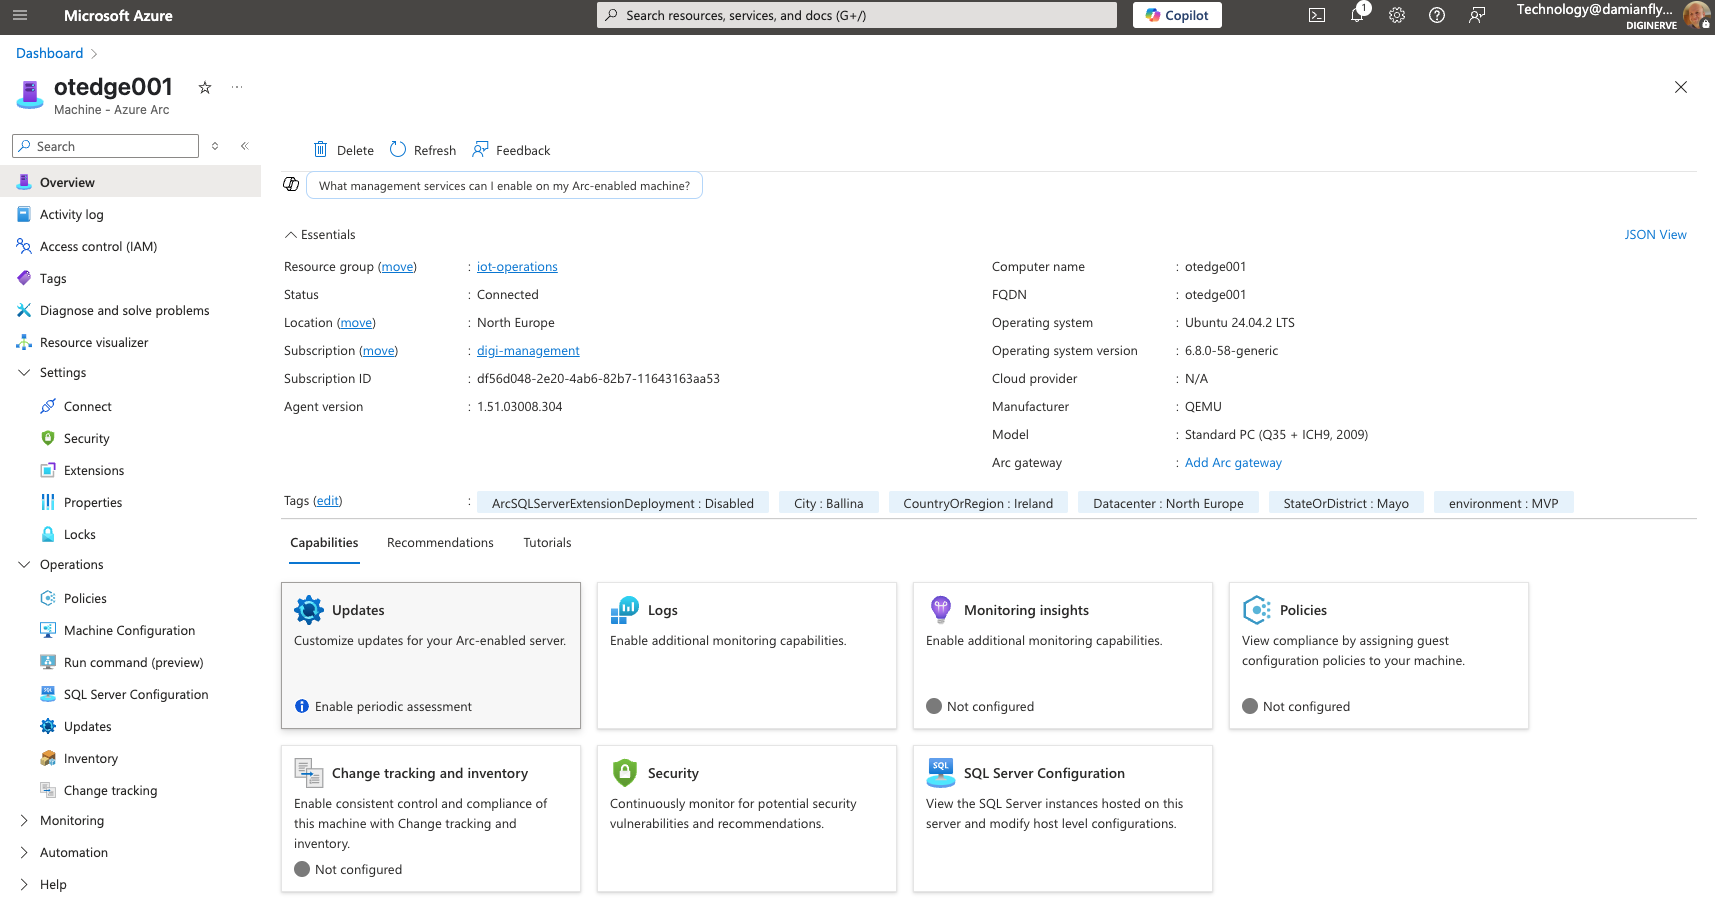 Microsoft Azure
Search resources, services, and docs (G+/)
Copilot
1
Technology@damianfly...
DIGINERVE
Dashboard
otedge001
Machine - Azure Arc
Search
Overview
Activity log
Access control (IAM)
Tags
Diagnose and solve problems
Resource visualizer
Settings
Connect
Security
Extensions
Properties
Locks
Operations
Policies
Machine Configuration
Run command (preview)
SQL Server Configuration
Updates
Inventory
Change tracking
Monitoring
Automation
Help
Delete
Refresh
Feedback
What management services can I enable on my Arc-enabled machine?
Essentials
JSON View
Resource group (move) : iot-operations
Status : Connected
Location (move) : North Europe
Subscription (move) : digi-management
Subscription ID : df56d048-2e20-4ab6-82b7-11643163aa53
Agent version : 1.51.03008.304
Computer name : otedge001
FQDN : otedge001
Operating system : Ubuntu 24.04.2 LTS
Operating system version : 6.8.0-58-generic
Cloud provider : N/A
Manufacturer : QEMU
Model : Standard PC (Q35 + ICH9, 2009)
Arc gateway : Add Arc gateway
Tags (edit) : ArcSQLServerExtensionDeployment : Disabled City : Ballina CountryOrRegion : Ireland Datacenter : North Europe StateOrDistrict : Mayo environment : MVP
Capabilities Recommendations Tutorials
Updates
Customize updates for your Arc-enabled server.
Enable periodic assessment
Logs
Enable additional monitoring capabilities.
Monitoring insights
Enable additional monitoring capabilities.
Not configured
Policies
View compliance by assigning guest
configuration policies to your machine.
Not configured
Change tracking and inventory
Enable consistent control and compliance of
this machine with Change tracking and
inventory.
Not configured
Security
Continuously monitor for potential security
vulnerabilities and recommendations.
SQL
SQL Server Configuration
View the SQL Server instances hosted on this
server and modify host level configurations.